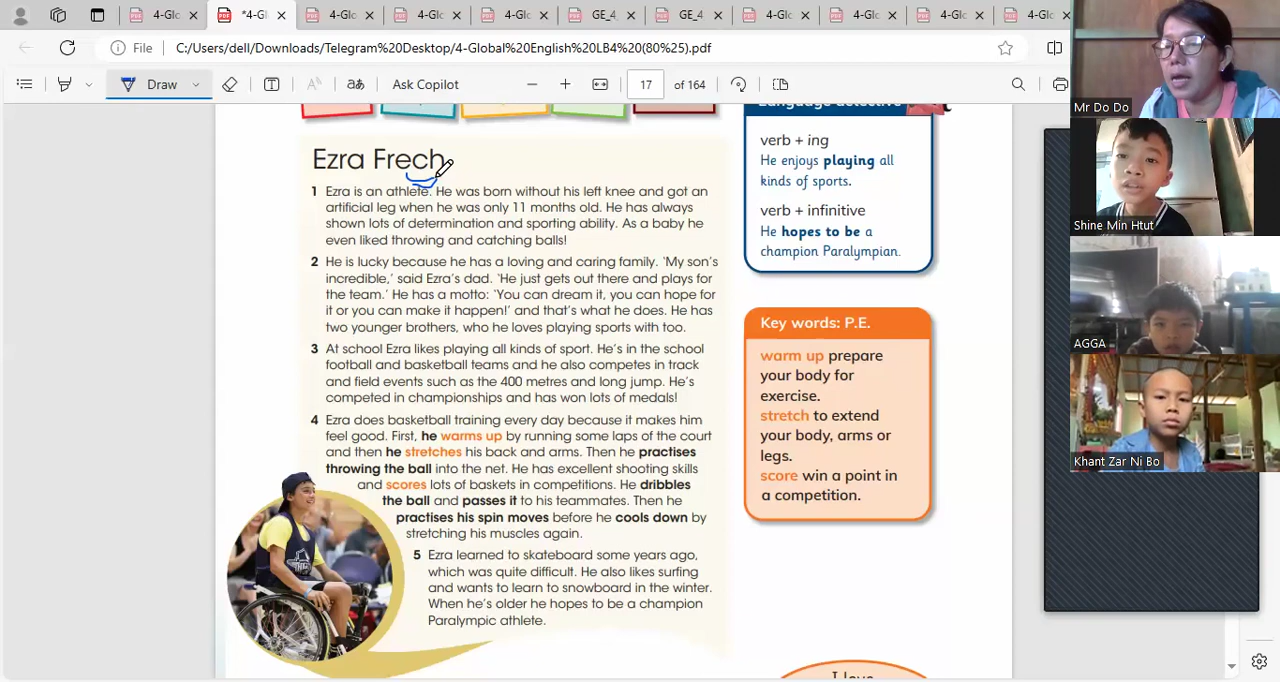 4-Glo
*4-Gl
4-Glo
4-Glo
4-Glo
GE_4
GE_4
4-Glo
4-Glo
4-Glo
4-Glo
File
C:/Users/dell/Downloads/Telegram%20Desktop/4-Global%20English%20LB4%20(80%25).pdf
Draw
aあ
Ask Copilot
17
of 164
Language detective
verb + ing
He enjoys playing all
kinds of sports.
verb + infinitive
He hopes to be a
champion Paralympian.
Ezra Frech
1 Ezra is an athlete. He was born without his left knee and got an
artificial leg when he was only 11 months old. He has always
shown lots of determination and sporting ability. As a baby he
even liked throwing and catching balls!
2 He is lucky because he has a loving and caring family. 'My son's
incredible,' said Ezra's dad. 'He just gets out there and plays for
the team.' He has a motto: 'You can dream it, you can hope for
it or you can make it happen!' and that's what he does. He has
two younger brothers, who he loves playing sports with too.
3 At school Ezra likes playing all kinds of sport. He's in the school
football and basketball teams and he also competes in track
and field events such as the 400 metres and long jump. He's
competed in championships and has won lots of medals!
4 Ezra does basketball training every day because it makes him
feel good. First, he warms up by running some laps of the court
and then he stretches his back and arms. Then he practises
throwing the ball into the net. He has excellent shooting skills
and scores lots of baskets in competitions. He dribbles
the ball and passes it to his teammates. Then he
practises his spin moves before he cools down by
stretching his muscles again.
5 Ezra learned to skateboard some years ago,
which was quite difficult. He also likes surfing
and wants to learn to snowboard in the winter.
When he's older he hopes to be a champion
Paralympic athlete.
Key words: P.E.
warm up prepare
your body for
exercise.
stretch to extend
your body, arms or
legs.
score win a point in
a competition.
I love
Mr Do Do
Shine Min Htut
AGGA
Khant Zar Ni Bo